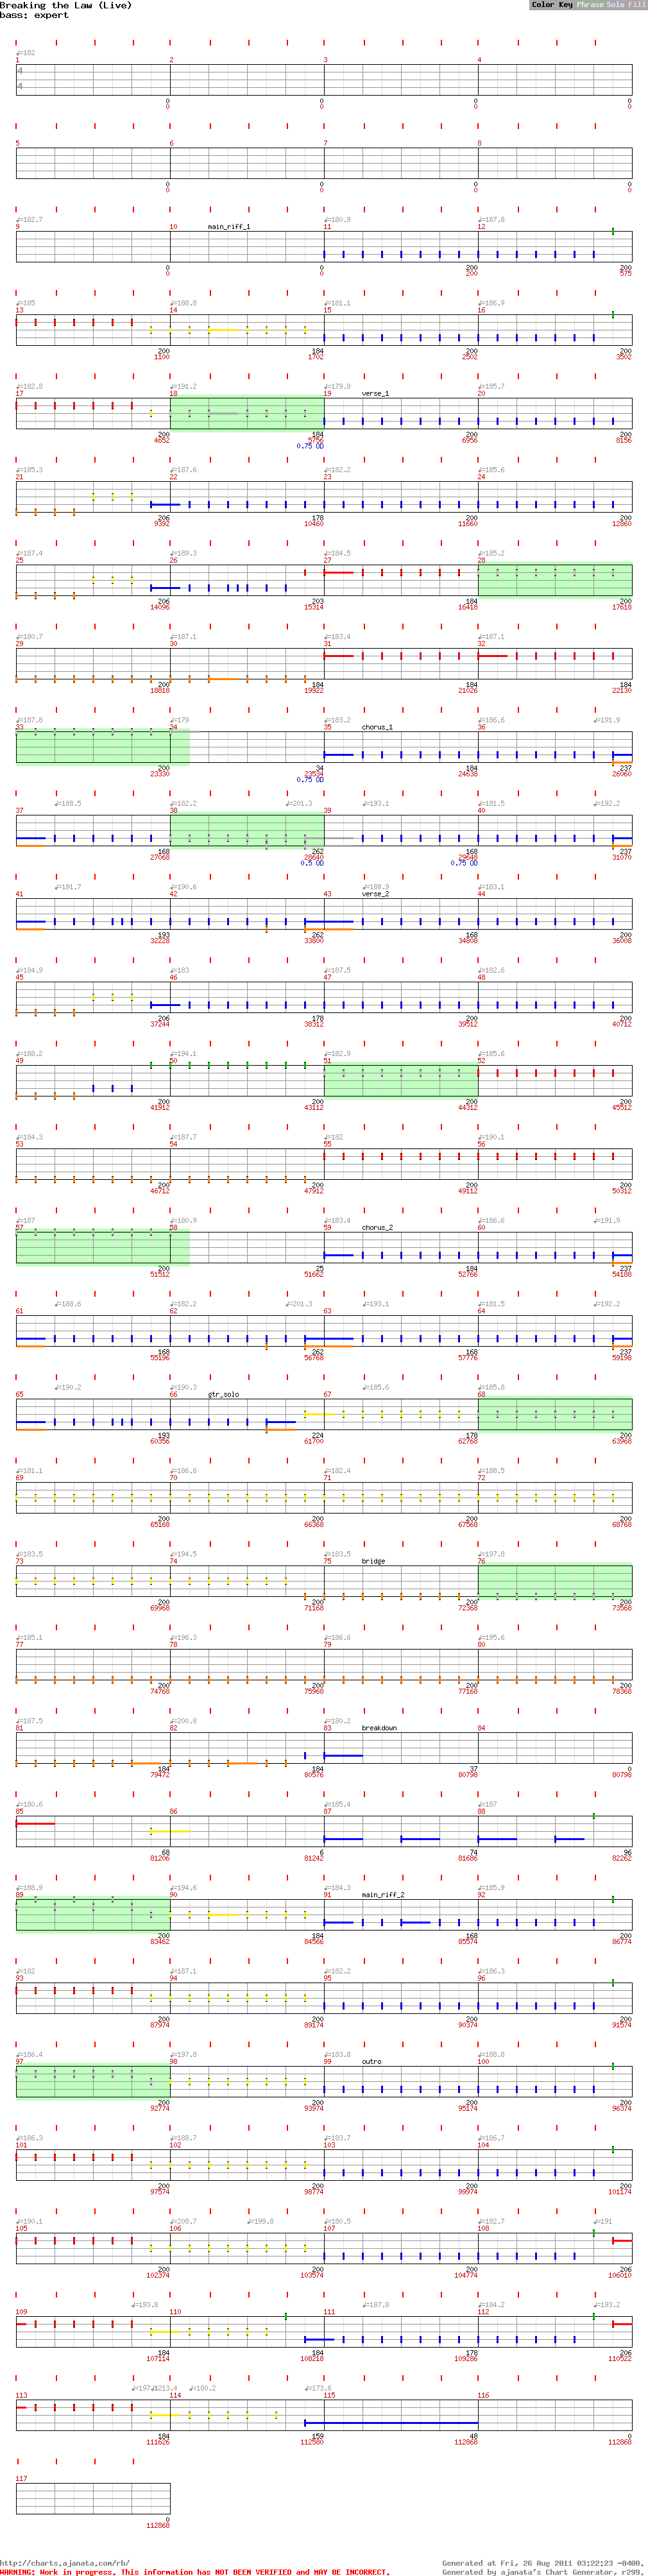 Breaking the Law (Live)
bass: expert
Color Key Phrase Solo Fill
♩=182
1 2 3 4
4
4
0 0 0
0 0 0
5 6 7 8
0 0 0
0 0 0
♩=182.7 ♩=180.9 ♩=187.8
9 10 main_riff_1 11 12
0 0 200 200
0 0 200 575
♩=185 ♩=188.8 ♩=181.1 ♩=186.9
13 14 15 16
200 184 200 200
1100 1702 2502 3502
♩=182.8 ♩=191.2 ♩=179.8 ♩=185.7
17 18 19 verse_1 20
200 184 200 200
4652 5756 6956 8156
0.75 OD
♩=185.3 ♩=187.6 ♩=182.2 ♩=185.6
21 22 23 24
206 178 200 200
9392 10460 11660 12860
♩=187.4 ♩=189.3 ♩=184.5 ♩=185.2
25 26 27 28
206 203 184 200
14096 15314 16418 17618
♩=180.7 ♩=187.1 ♩=183.4 ♩=187.1
29 30 31 32
200 184 184 184
18818 19922 21026 22130
♩=187.8 ♩=179 ♩=183.2 ♩=186.6 ♩=191.9
33 34 35 chorus_1 36
200 34 184 237
23330 23534 24638 26060
0.75 OD
♩=188.5 ♩=182.2 ♩=201.3 ♩=193.1 ♩=181.5 ♩=192.2
37 38 39 40
168 262 168 237
27068 28640 29648 31070
0.5 OD 0.75 OD
♩=191.7 ♩=190.6 ♩=188.9 ♩=183.1
41 42 43 verse_2 44
193 262 168 200
32228 33800 34808 36008
♩=184.9 ♩=183 ♩=187.5 ♩=182.6
45 46 47 48
206 178 200 200
37244 38312 39512 40712
♩=188.2 ♩=194.1 ♩=182.9 ♩=185.6
49 50 51 52
200 200 200 200
41912 43112 44312 45512
♩=184.3 ♩=187.7 ♩=182 ♩=190.1
53 54 55 56
200 200 200 200
46712 47912 49112 50312
♩=187 ♩=180.9 ♩=183.4 ♩=186.6 ♩=191.9
57 58 59 chorus_2 60
200 25 184 237
51512 51662 52766 54188
♩=188.6 ♩=182.2 ♩=201.3 ♩=193.1 ♩=181.5 ♩=192.2
61 62 63 64
168 262 168 237
55196 56768 57776 59198
♩=190.2 ♩=190.3 ♩=185.6 ♩=185.8
65 66 gtr_solo 67 68
193 224 178 200
60356 61700 62768 63968
♩=181.1 ♩=186.6 ♩=182.4 ♩=188.5
69 70 71 72
200 200 200 200
65168 66368 67568 68768
♩=183.5 ♩=194.5 ♩=183.5 ♩=197.8
73 74 75 bridge 76
200 200 200 200
69968 71168 72368 73568
♩=185.1 ♩=196.3 ♩=186.6 ♩=195.6
77 78 79 80
200 200 200 200
74768 75968 77168 78368
♩=187.5 ♩=200.8 ♩=180.2
81 82 83 breakdown 84
184 184 37 0
79472 80576 80798 80798
♩=180.6 ♩=185.4 ♩=187
85 86 87 88
68 6 74 96
81206 81242 81686 82262
♩=188.9 ♩=194.6 ♩=184.3 ♩=185.9
89 90 91 main_riff_2 92
200 184 168 200
83462 84566 85574 86774
♩=182 ♩=187.1 ♩=182.2 ♩=186.3
93 94 95 96
200 200 200 200
87974 89174 90374 91574
♩=186.4 ♩=197.8 ♩=183.8 ♩=188.8
97 98 99 outro 100
200 200 200 200
92774 93974 95174 96374
♩=186.3 ♩=188.7 ♩=183.7 ♩=186.7
101 102 103 104
200 200 200 200
97574 98774 99974 101174
♩=190.1 ♩=208.7 ♩=199.8 ♩=180.5 ♩=182.7 ♩=191
105 106 107 108
200 200 200 206
102374 103574 104774 106010
♩=193.8 ♩=187.8 ♩=184.2 ♩=193.2
109 110 111 112
184 184 178 206
107114 108218 109286 110522
♩=197. ♩213.4 ♩=180.2 ♩=173.6
113 114 115 116
184 159 48 0
111626 112580 112868 112868
117
0
112868
http://charts.ajanata.com/rb/
WARNING: Work in progress. This information has NOT BEEN VERIFIED and MAY BE INCORRECT.
Generated at Fri, 26 Aug 2011 03:22:23 -0400.
Generated by ajanata's Chart Generator, r299.